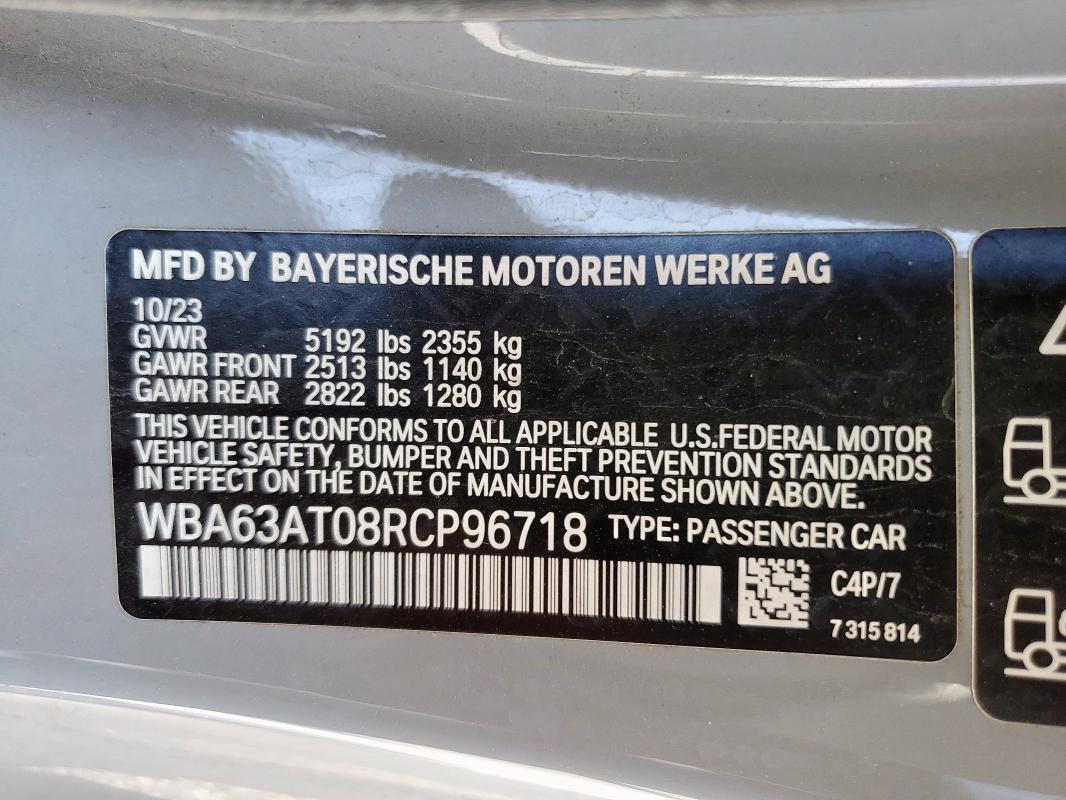 MFD BY BAYERISCHE MOTOREN WERKE AG
10/23
GVWR 5192 lbs 2355 kg
GAWR FRONT 2513 lbs 1140 kg
GAWR REAR 2822 lbs 1280 kg
THIS VEHICLE CONFORMS TO ALL APPLICABLE U.S.FEDERAL MOTOR
VEHICLE SAFETY, BUMPER AND THEFT PREVENTION STANDARDS
IN EFFECT ON THE DATE OF MANUFACTURE SHOWN ABOVE.
WBA63AT08RCP96718 TYPE: PASSENGER CAR
C4P/7
7 315 814